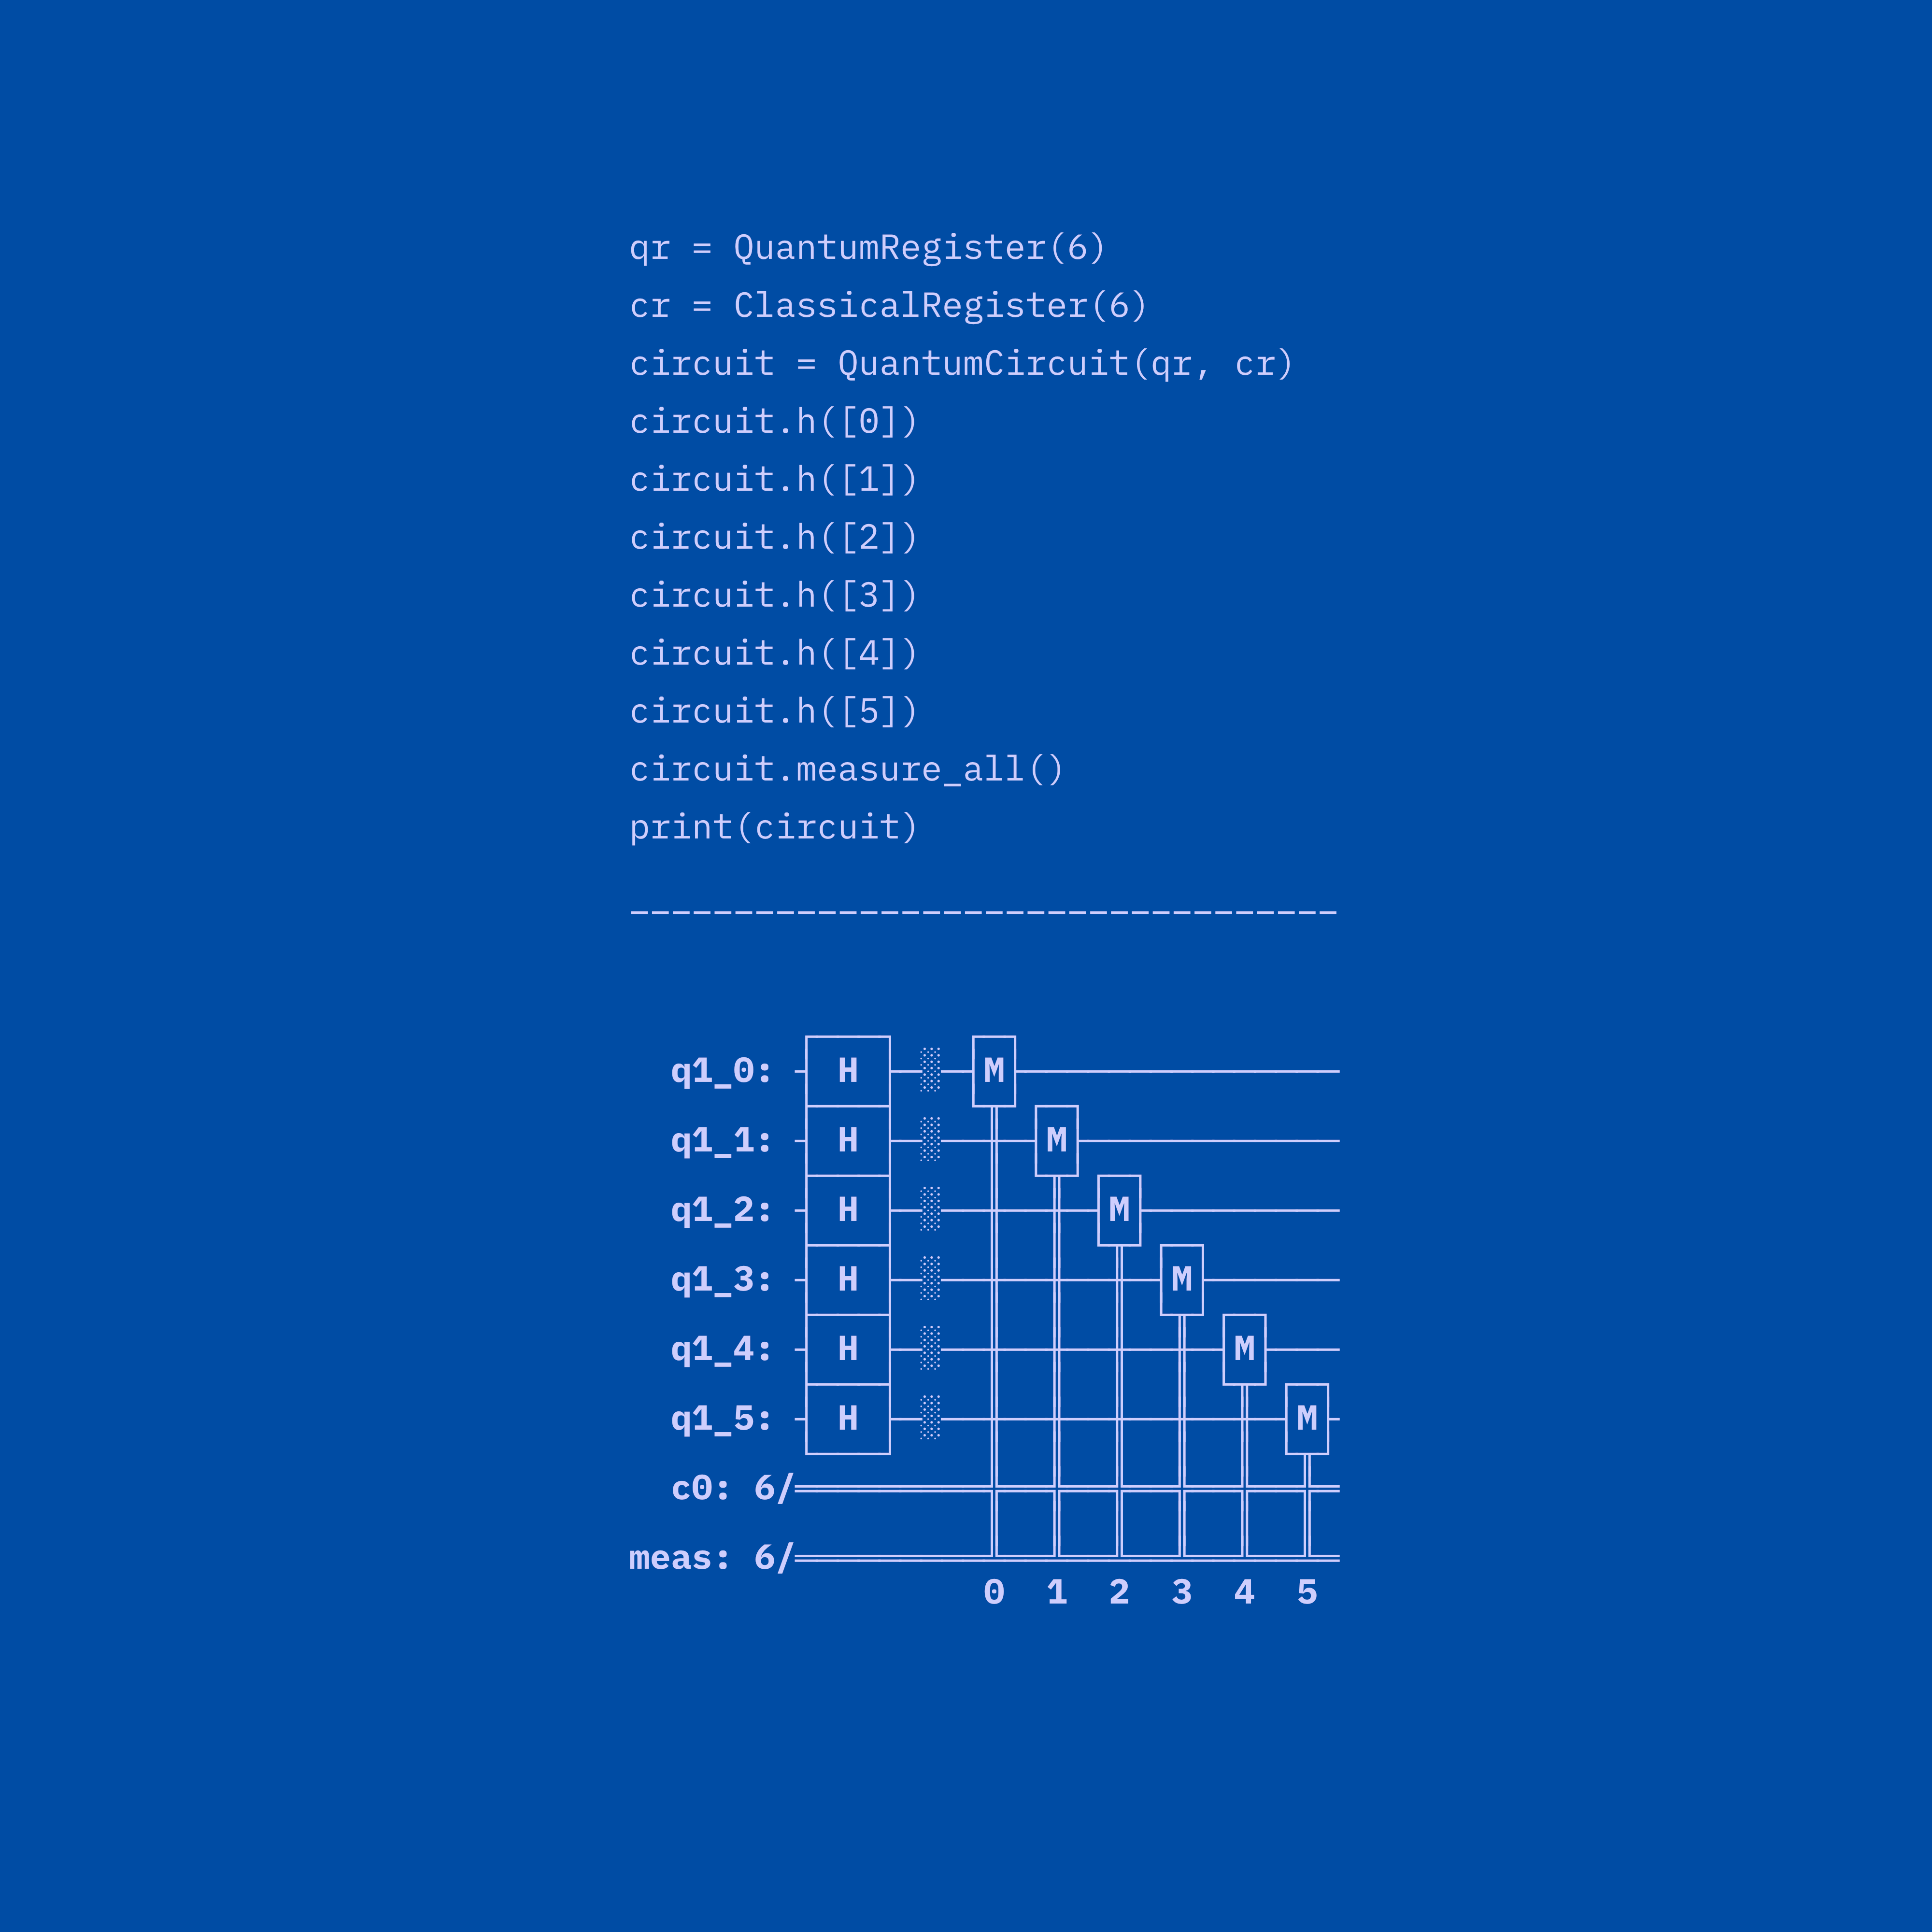 qr = QuantumRegister(6)
cr = ClassicalRegister(6)
circuit = QuantumCircuit(qr, cr)
circuit.h([0])
circuit.h([1])
circuit.h([2])
circuit.h([3])
circuit.h([4])
circuit.h([5])
circuit.measure_all()
print(circuit)
----------------------------------
q1_0: H M
q1_1: H M
q1_2: H M
q1_3: H M
q1_4: H M
q1_5: H M
c0: 6/
meas: 6/
0 1 2 3 4 5